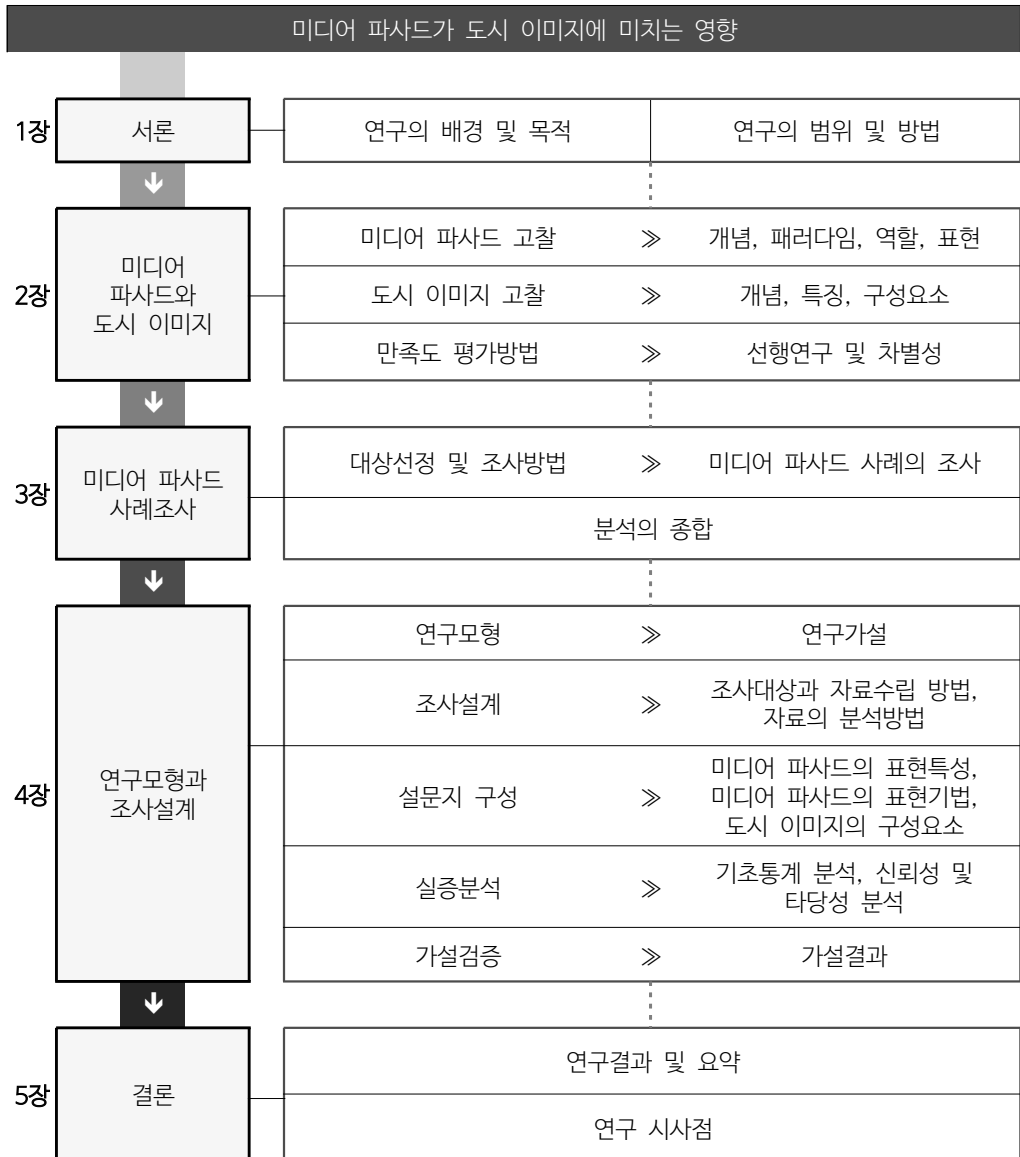 미디어 파사드가 도시 이미지에 미치는 영향
1장
서론
연구의 배경 및 목적
연구의 범위 및 방법
2장
미디어
파사드와
도시 이미지
미디어 파사드 고찰 ≫ 개념, 패러다임, 역할, 표현
도시 이미지 고찰 ≫ 개념, 특징, 구성요소
만족도 평가방법 ≫ 선행연구 및 차별성
3장
미디어 파사드
사례조사
대상선정 및 조사방법 ≫ 미디어 파사드 사례의 조사
분석의 종합
4장
연구모형과
조사설계
연구모형 ≫ 연구가설
조사설계 ≫ 조사대상과 자료수립 방법,
자료의 분석방법
설문지 구성 ≫ 미디어 파사드의 표현특성,
미디어 파사드의 표현기법,
도시 이미지의 구성요소
실증분석 ≫ 기초통계 분석, 신뢰성 및
타당성 분석
가설검증 ≫ 가설결과
5장
결론
연구결과 및 요약
연구 시사점